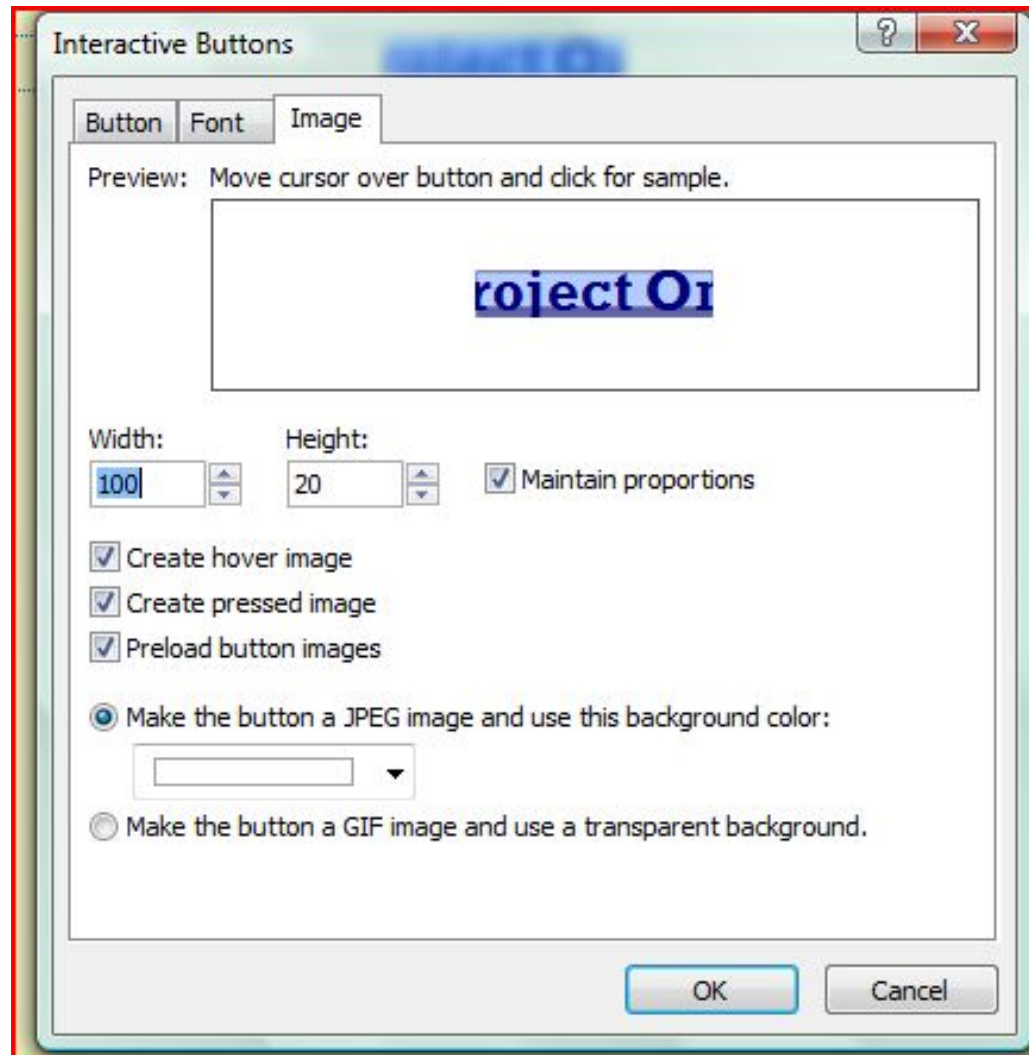 Interactive Buttons
Button Font Image
Preview: Move cursor over button and click for sample.
roject Or
Width: Height:
100 20 Maintain proportions
Create hover image
Create pressed image
Preload button images
Make the button a JPEG image and use this background color:
Make the button a GIF image and use a transparent background.
OK Cancel